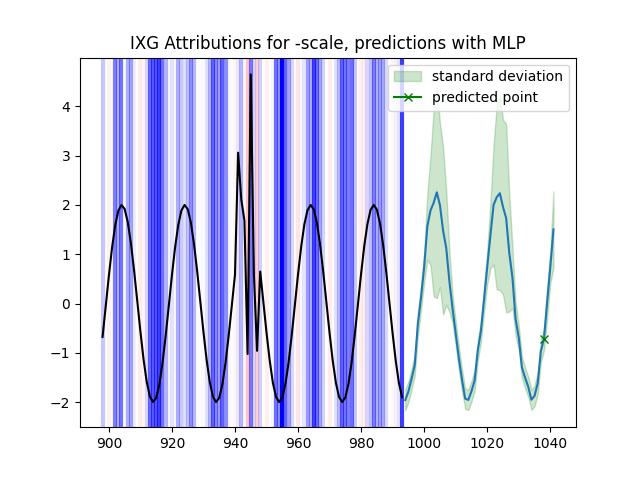 IXG Attributions for -scale, predictions with MLP
standard deviation
predicted point
4
3
2
1
0
−1
−2
900 920 940 960 980 1000 1020 1040